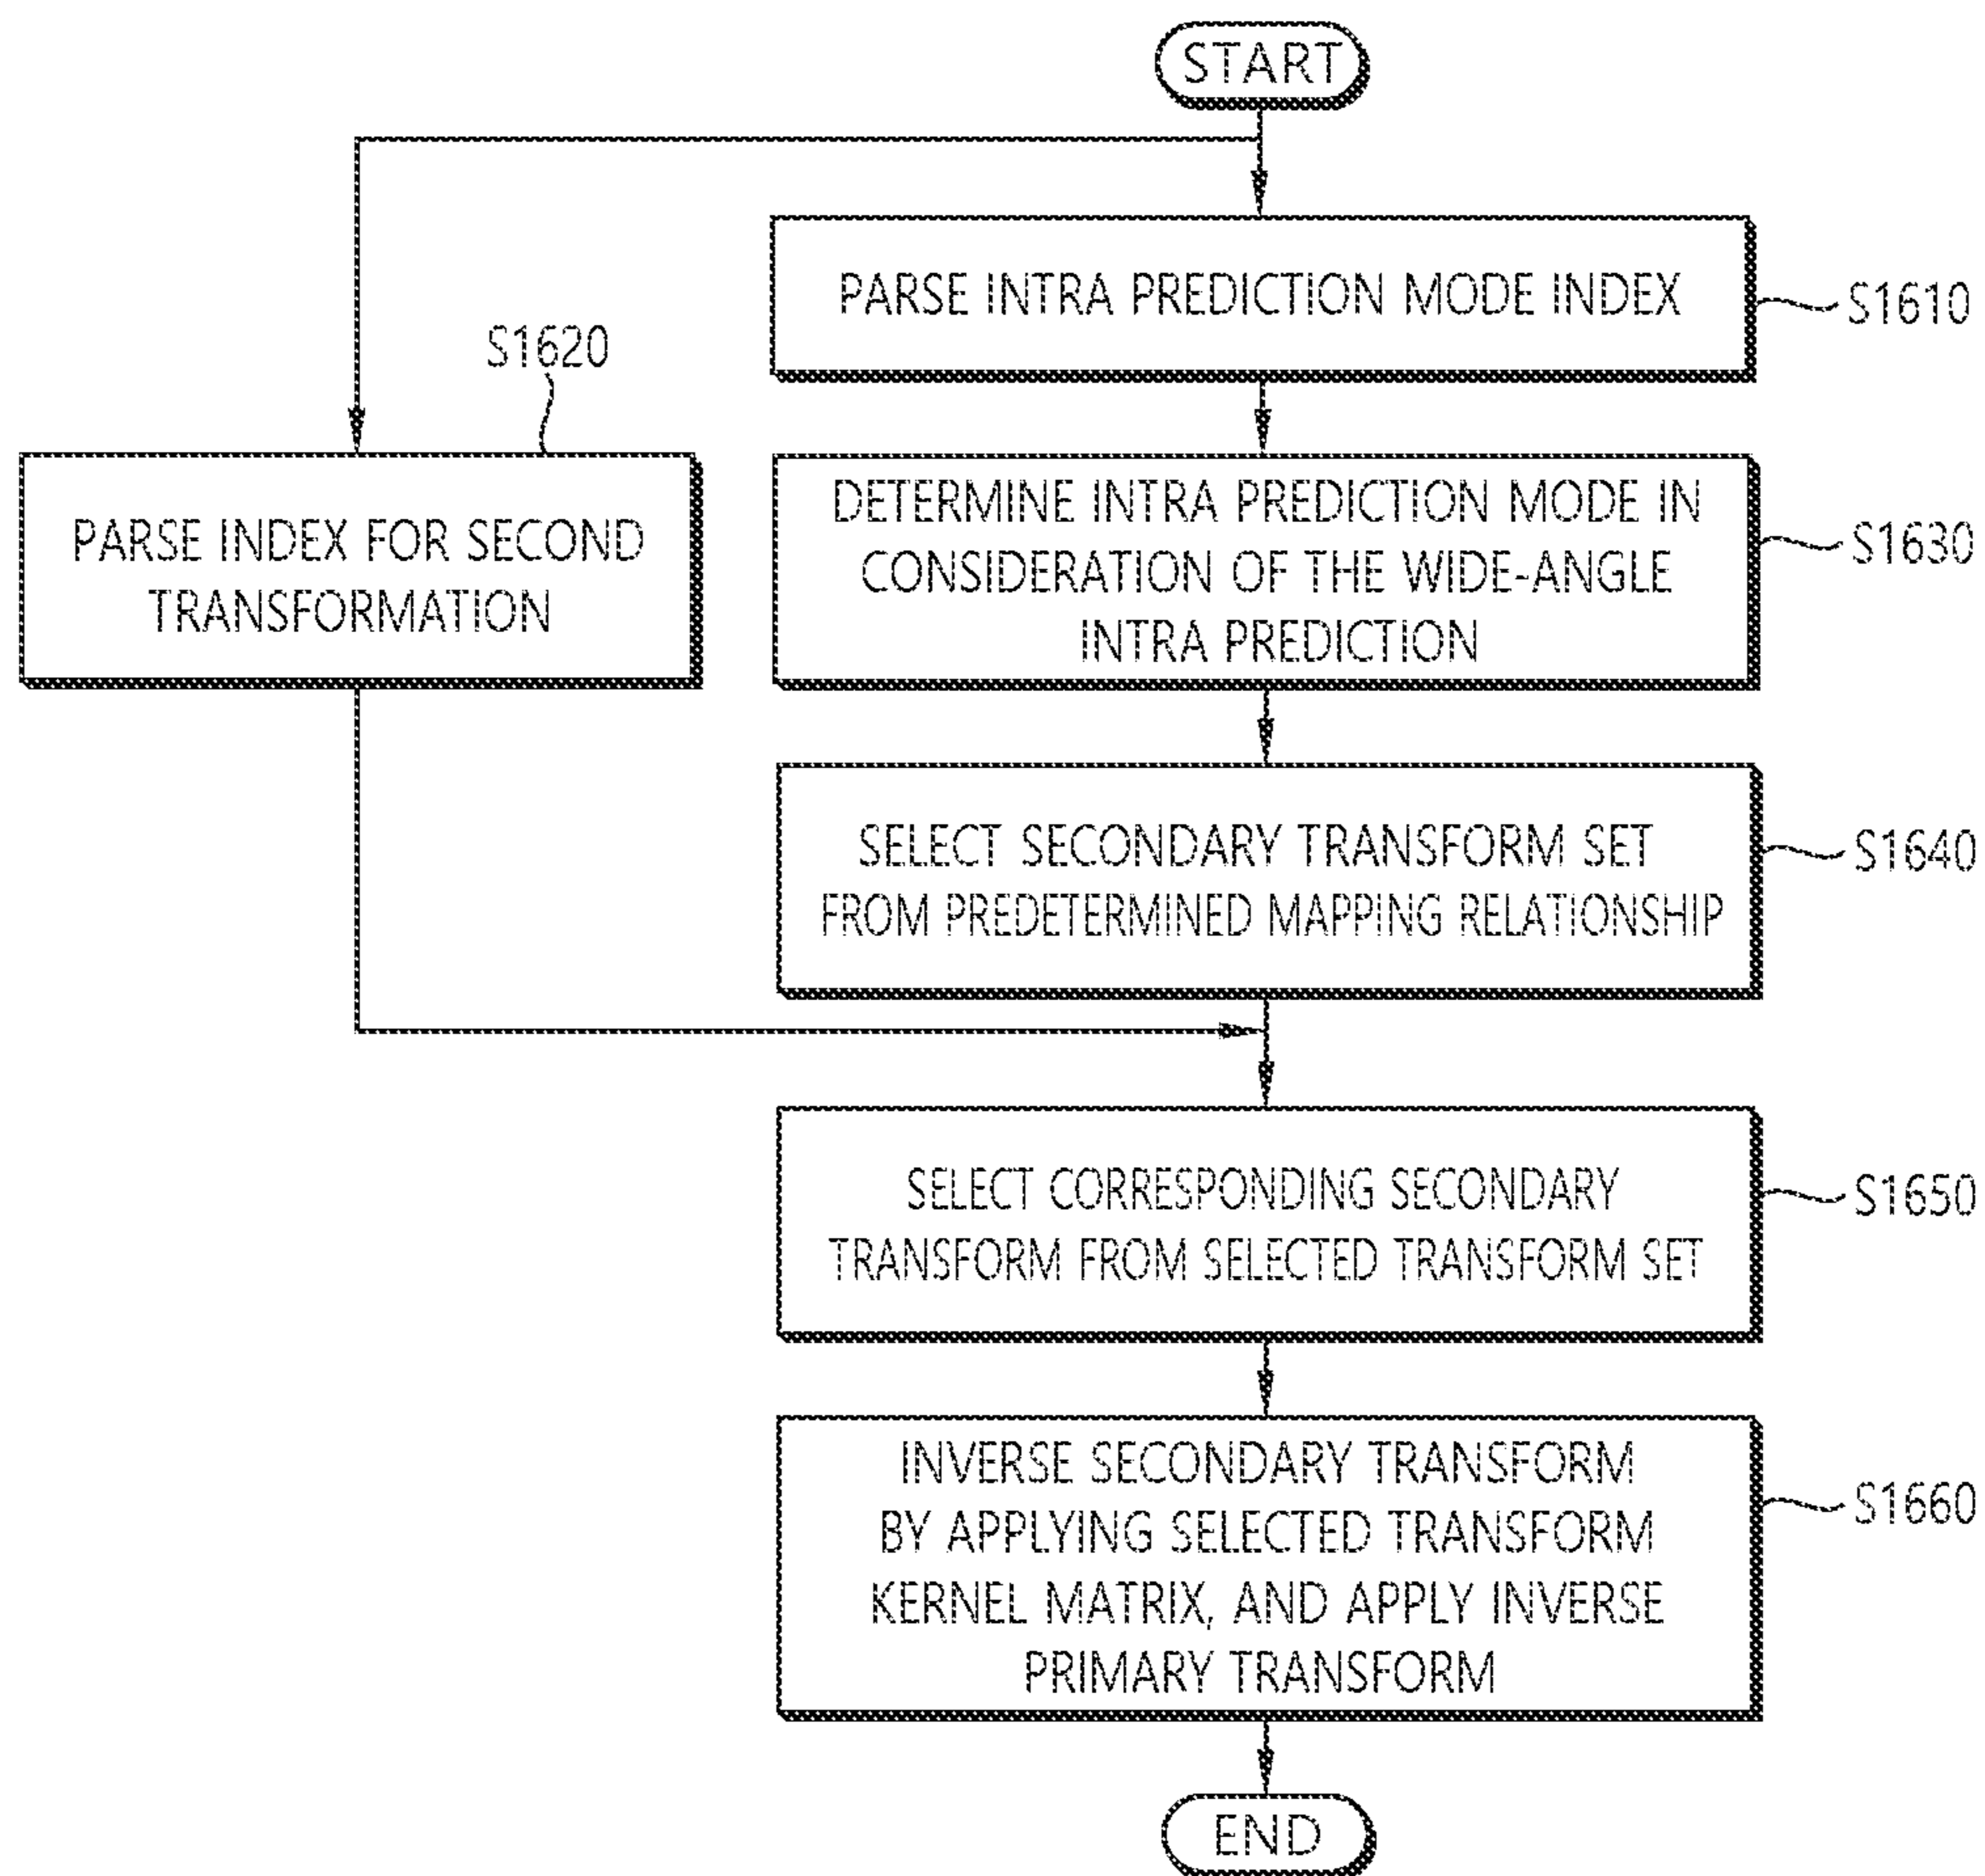 START
PARSE INTRA PREDICTION MODE INDEX
S1610
S1620
PARSE INDEX FOR SECOND
TRANSFORMATION
DETERMINE INTRA PREDICTION MODE IN
CONSIDERATION OF THE WIDE-ANGLE
INTRA PREDICTION
S1630
SELECT SECONDARY TRANSFORM SET
FROM PREDETERMINED MAPPING RELATIONSHIP
S1640
SELECT CORRESPONDING SECONDARY
TRANSFORM FROM SELECTED TRANSFORM SET
S1650
INVERSE SECONDARY TRANSFORM
BY APPLYING SELECTED TRANSFORM
KERNEL MATRIX, AND APPLY INVERSE
PRIMARY TRANSFORM
S1660
END